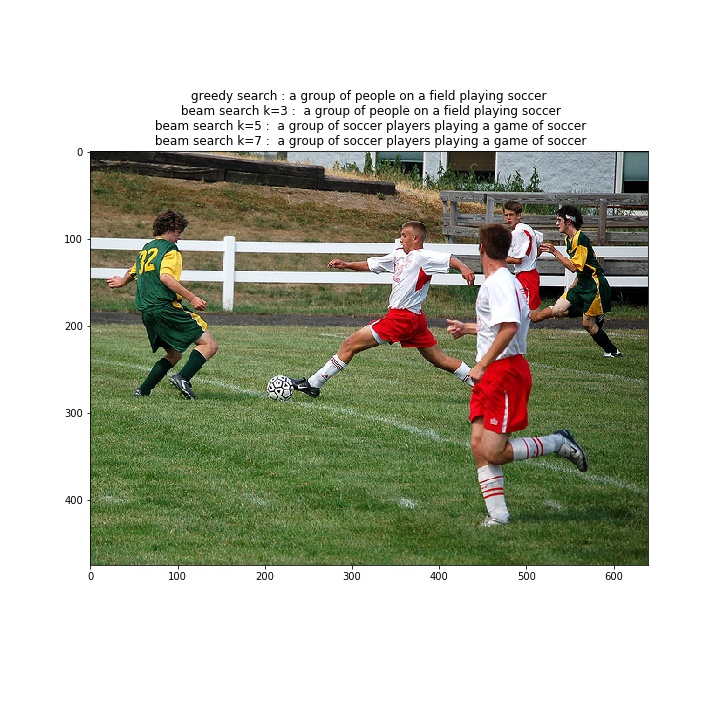 greedy search : a group of people on a field playing soccer
beam search k=3 :  a group of people on a field playing soccer
beam search k=5 :  a group of soccer players playing a game of soccer
beam search k=7 :  a group of soccer players playing a game of soccer
0
100
200
300
400
0 100 200 300 400 500 600